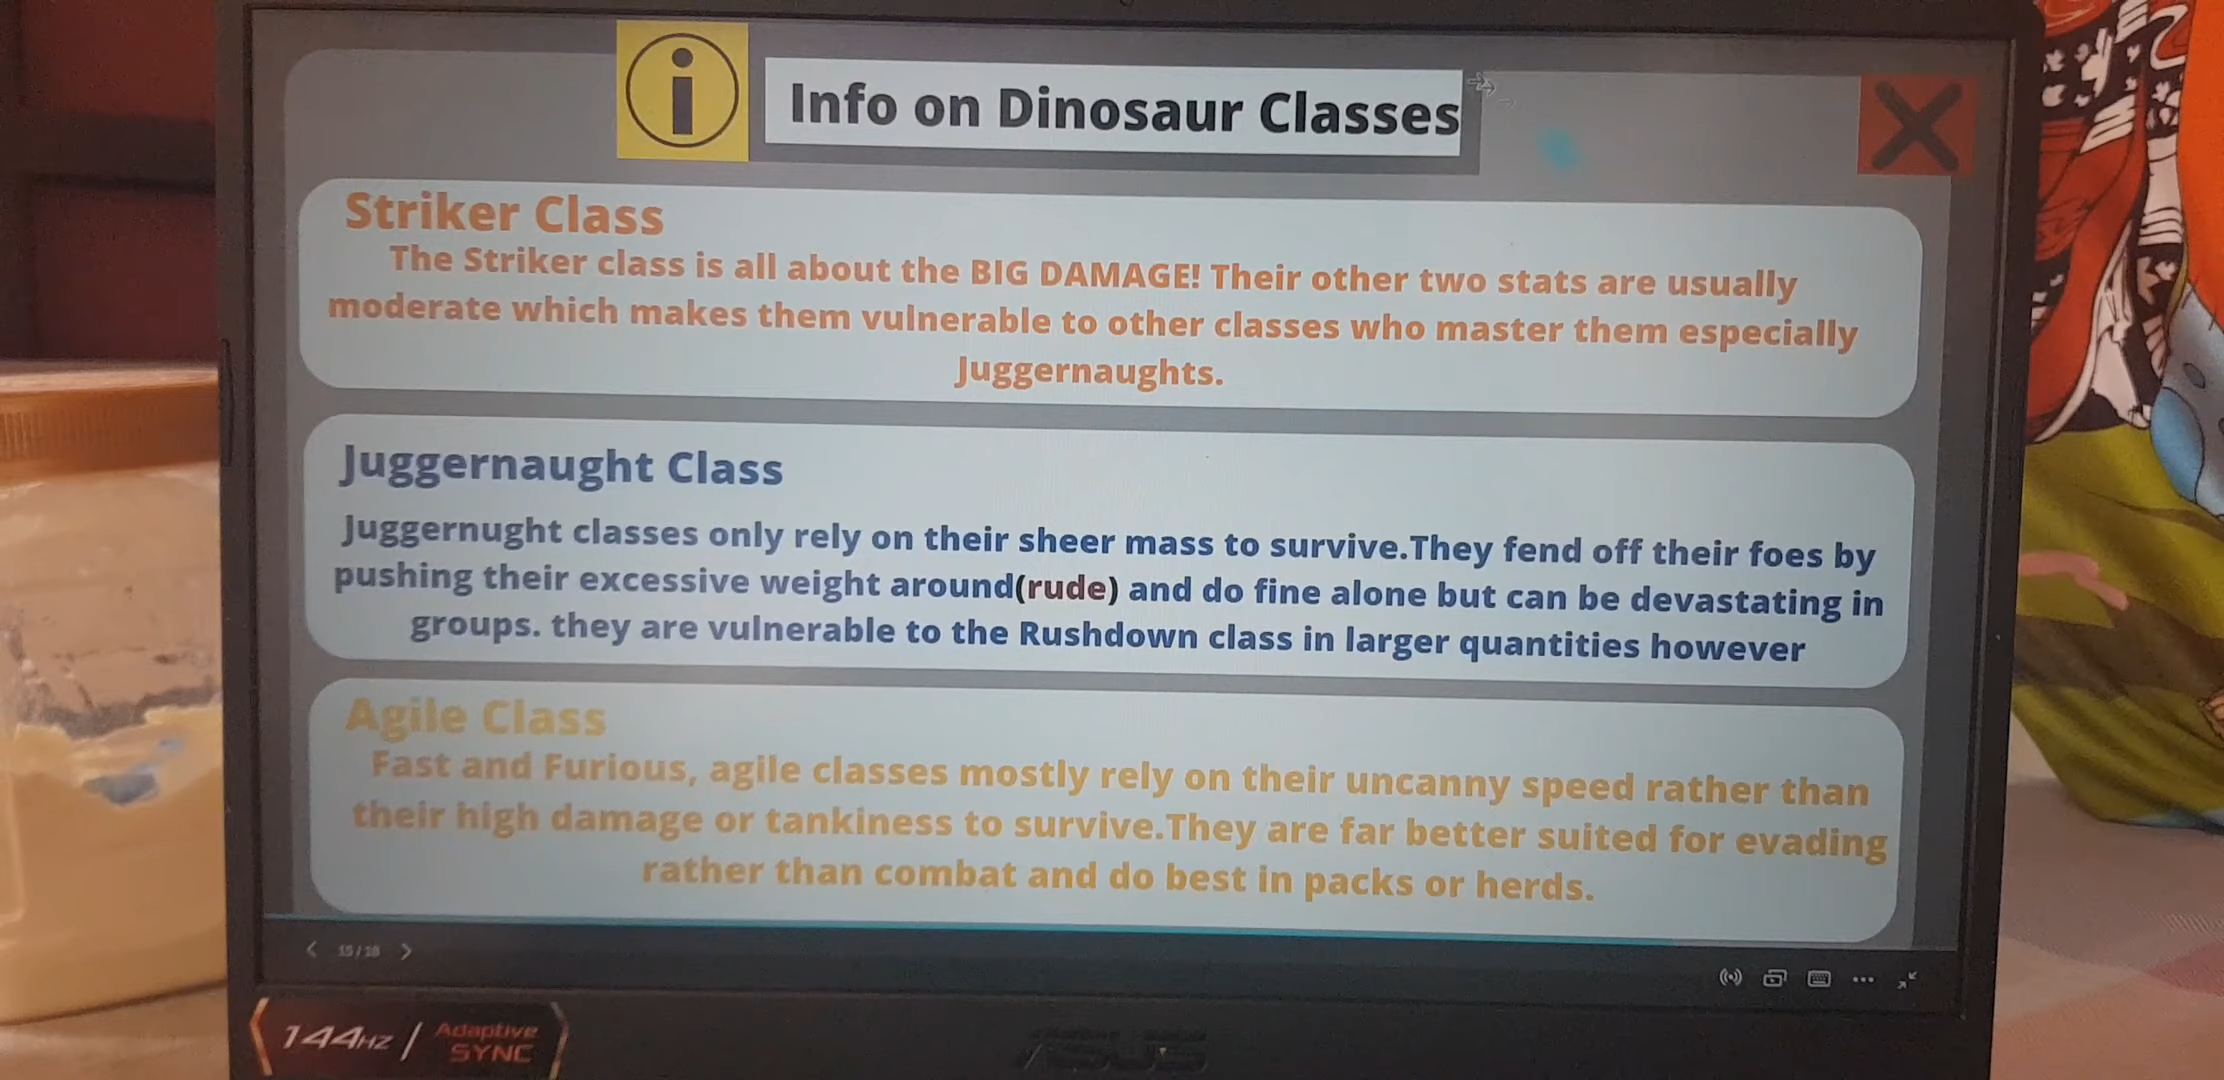 Info on Dinosaur Classes
Striker Class
The Striker class is all about the BIG DAMAGE! Their other two stats are usually
moderate which makes them vulnerable to other classes who master them especially
Juggernaughts.
Juggernaught Class
Juggernught classes only rely on their sheer mass to survive.They fend off their foes by
pushing their excessive weight around(rude) and do fine alone but can be devastating in
groups. they are vulnerable to the Rushdown class in larger quantities however
Agile Class
Fast and Furious, agile classes mostly rely on their uncanny speed rather than
their high damage or tankiness to survive.They are far better suited for evading
rather than combat and do best in packs or herds.
15 / 18
144HZ / Adaptive
SYNC
ASUS